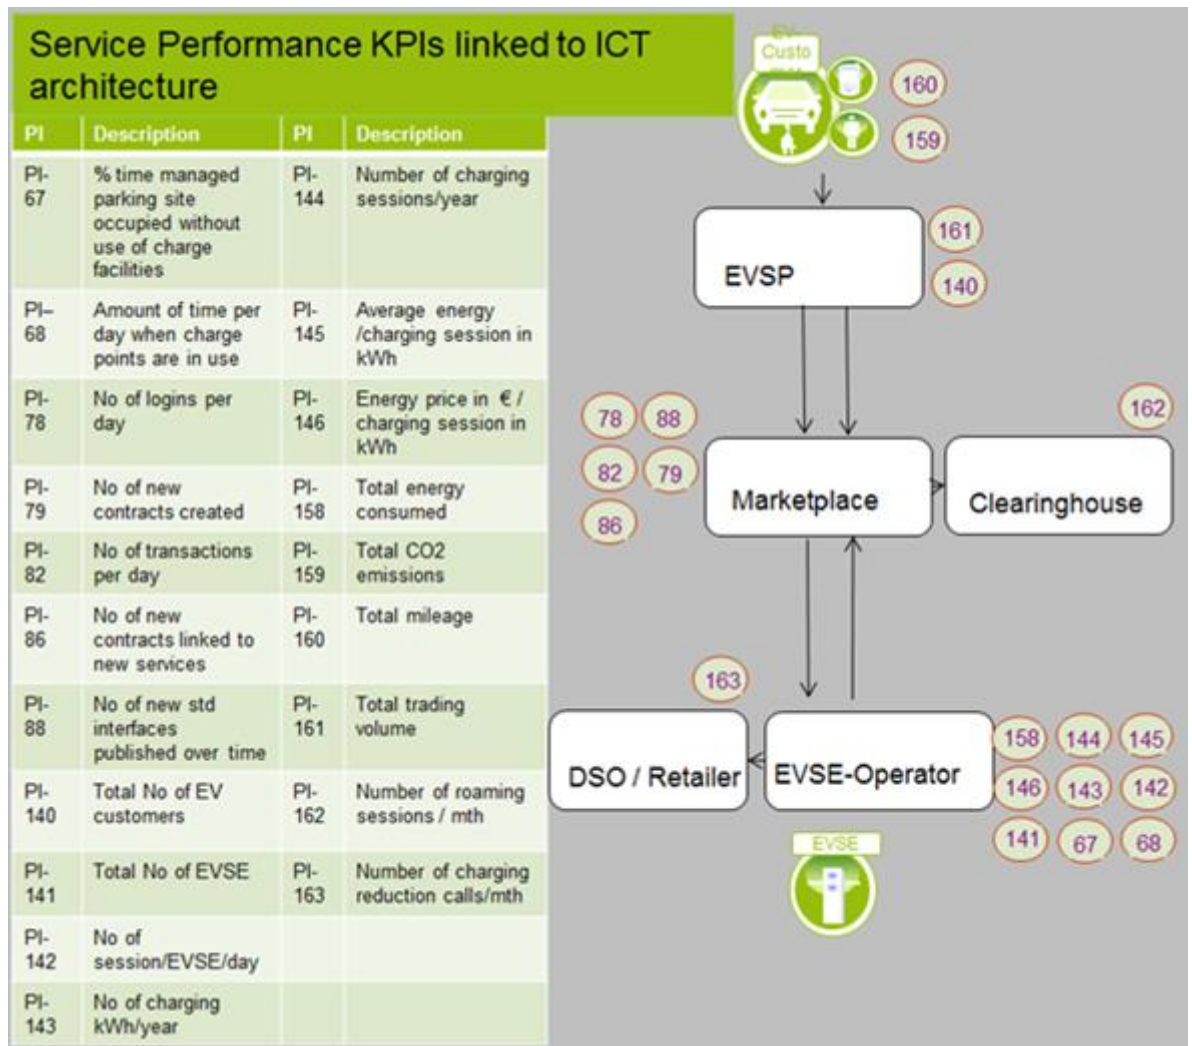 Service Performance KPIs linked to ICT
architecture
PI Description PI Description
PI-
67
% time managed
parking site
occupied without
use of charge
facilities
PI-
144
Number of charging
sessions/year
PI–
68
Amount of time per
day when charge
points are in use
PI-
145
Average energy
/charging session in
kWh
PI-
78
No of logins per
day
PI-
146
Energy price in € /
charging session in
kWh
PI-
79
No of new
contracts created
PI-
158
Total energy
consumed
PI-
82
No of transactions
per day
PI-
159
Total CO2
emissions
PI-
86
No of new
contracts linked to
new services
PI-
160
Total mileage
PI-
88
No of new std
interfaces
published over time
PI-
161
Total trading
volume
PI-
140
Total No of EV
customers
PI-
162
Number of roaming
sessions / mth
PI-
141
Total No of EVSE
PI-
163
Number of charging
reduction calls/mth
PI-
142
No of
session/EVSE/day
PI-
143
No of charging
kWh/year
EV-
Custo
160
159
EVSP
161
140
78 88
82 79
86
Marketplace
162
Clearinghouse
163
DSO / Retailer
EVSE-Operator
158 144 145
146 143 142
141 67 68
EVSE